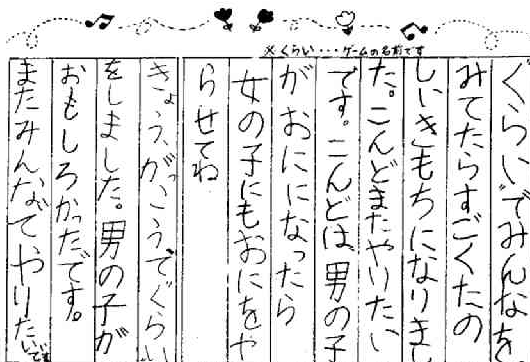 ※くらい・・・ゲームの名前です
ぐらいでみんなを
みてたらすごくたの
しいきもちになりまし
た。こんどまたやりたい
です。こんどは、男の子
がおにになったら
女の子にもおにをや
らせてね
きょう、がっこうでぐらい
をしました。男の子が
おもしろかったです。
またみんなでやりたいです